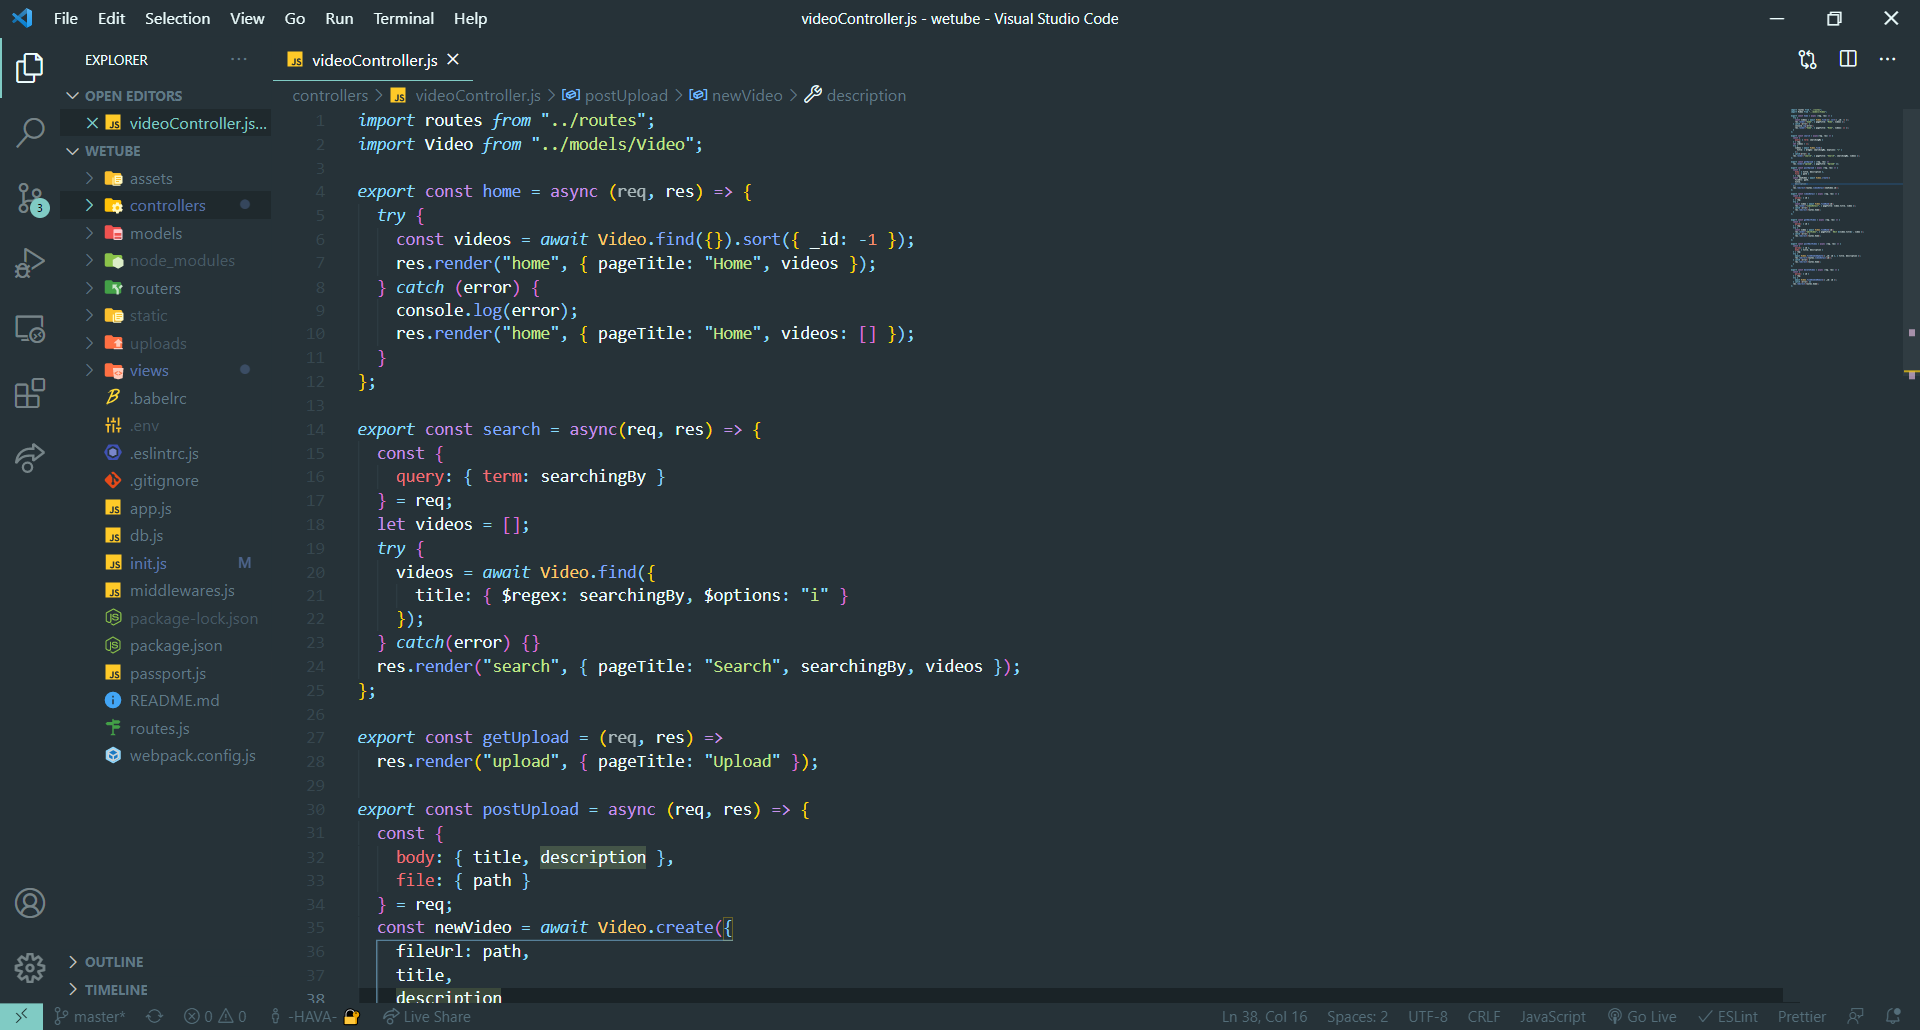 File Edit Selection View Go Run Terminal Help
videoController.js - wetube - Visual Studio Code
EXPLORER
JS videoController.js
OPEN EDITORS
JS videoController.js...
WETUBE
assets
controllers
models
node_modules
routers
static
uploads
views
.babelrc
.env
.eslintrc.js
.gitignore
JS app.js
JS db.js
JS init.js M
JS middlewares.js
package-lock.json
package.json
JS passport.js
README.md
routes.js
webpack.config.js
OUTLINE
TIMELINE
3
controllers > JS videoController.js > postUpload > newVideo > description
1 import routes from "../routes";
2 import Video from "../models/Video";
3
4 export const home = async (req, res) => {
5 try {
6 const videos = await Video.find({}).sort({ _id: -1 });
7 res.render("home", { pageTitle: "Home", videos });
8 } catch (error) {
9 console.log(error);
10 res.render("home", { pageTitle: "Home", videos: [] });
11 }
12 };
13
14 export const search = async(req, res) => {
15 const {
16 query: { term: searchingBy }
17 } = req;
18 let videos = [];
19 try {
20 videos = await Video.find({
21 title: { $regex: searchingBy, $options: "i" }
22 });
23 } catch(error) {}
24 res.render("search", { pageTitle: "Search", searchingBy, videos });
25 };
26
27 export const getUpload = (req, res) =>
28 res.render("upload", { pageTitle: "Upload" });
29
30 export const postUpload = async (req, res) => {
31 const {
32 body: { title, description },
33 file: { path }
34 } = req;
35 const newVideo = await Video.create({
36 fileUrl: path,
37 title,
38 description
master* 0 0 -HAVA- Live Share Ln 38, Col 16 Spaces: 2 UTF-8 CRLF JavaScript Go Live ESLint Prettier